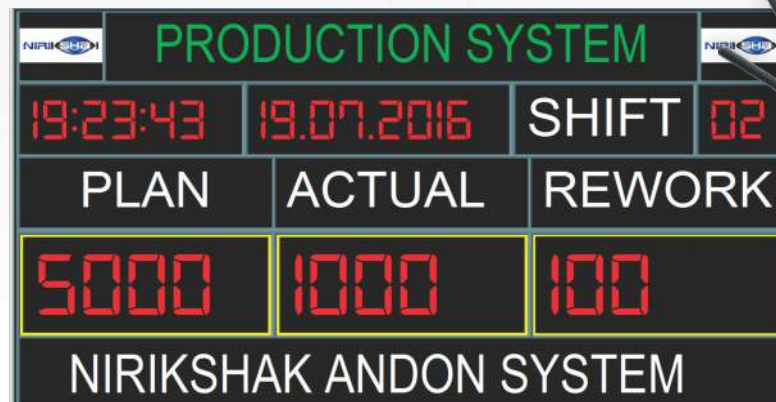 NIRIKSHAK PRODUCTION SYSTEM
19:23:43 19.07.2016 SHIFT 02
PLAN ACTUAL REWORK
5000 1000 100
NIRIKSHAK ANDON SYSTEM